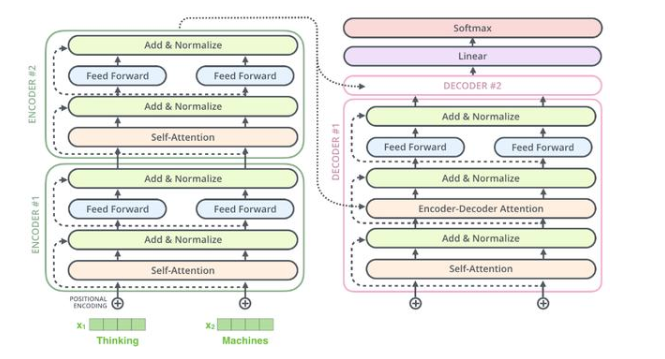 ENCODER #2
Add & Normalize
Feed Forward
Feed Forward
Add & Normalize
Self-Attention
ENCODER #1
Add & Normalize
Feed Forward
Feed Forward
Add & Normalize
Self-Attention
POSITIONAL
ENCODING
x₁
x₂
Thinking
Machines
Softmax
Linear
DECODER #2
DECODER #1
Add & Normalize
Feed Forward
Feed Forward
Add & Normalize
Encoder-Decoder Attention
Add & Normalize
Self-Attention